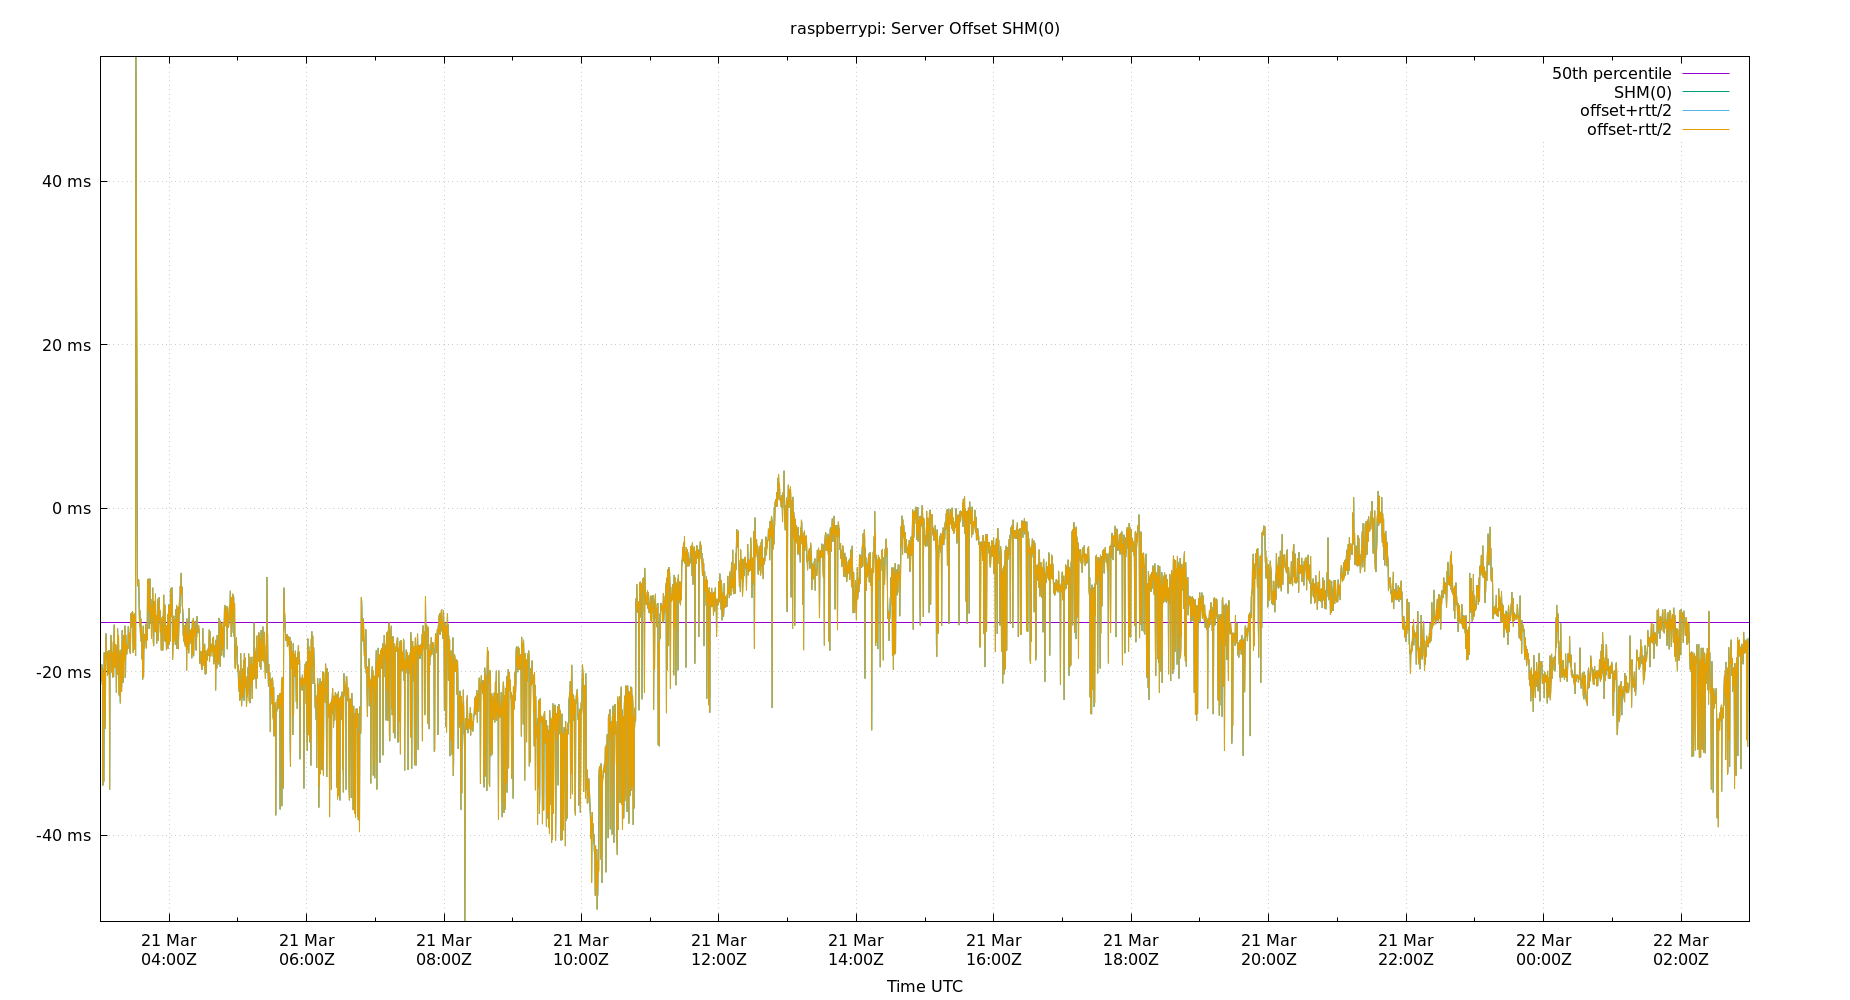 raspberrypi: Server Offset SHM(0)
50th percentile
SHM(0)
offset+rtt/2
offset-rtt/2
40 ms
20 ms
0 ms
-20 ms
-40 ms
21 Mar 21 Mar 21 Mar 21 Mar 21 Mar 21 Mar 21 Mar 21 Mar 21 Mar 21 Mar 22 Mar 22 Mar
04:00Z 06:00Z 08:00Z 10:00Z 12:00Z 14:00Z 16:00Z 18:00Z 20:00Z 22:00Z 00:00Z 02:00Z
Time UTC